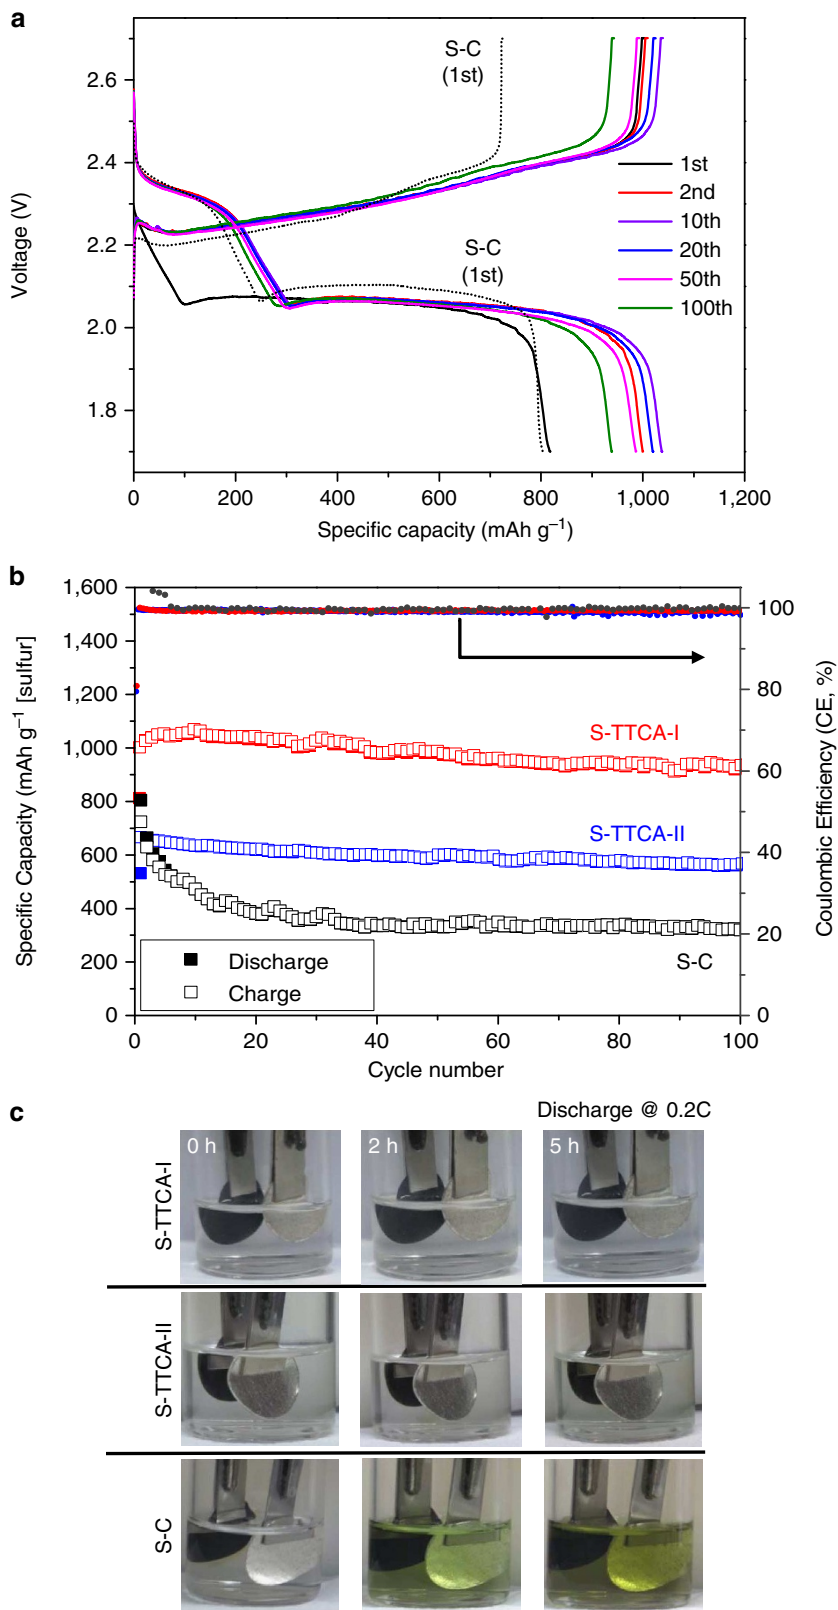 a
S-C
(1st)
S-C
(1st)
1st
2nd
10th
20th
50th
100th
2.6
2.4
2.2
2.0
1.8
Voltage (V)
0
200
400
600
800
1,000
1,200
Specific capacity (mAh g⁻¹)
b
1,600
1,400
1,200
1,000
800
600
400
200
0
Specific Capacity (mAh g⁻¹ [sulfur]
S-TTCA-I
S-TTCA-II
S-C
Discharge
Charge
100
80
60
40
20
0
Coulombic Efficiency (CE, %)
0
20
40
60
80
100
Cycle number
c
Discharge @ 0.2C
0 h
2 h
5 h
S-TTCA-I
S-TTCA-II
S-C